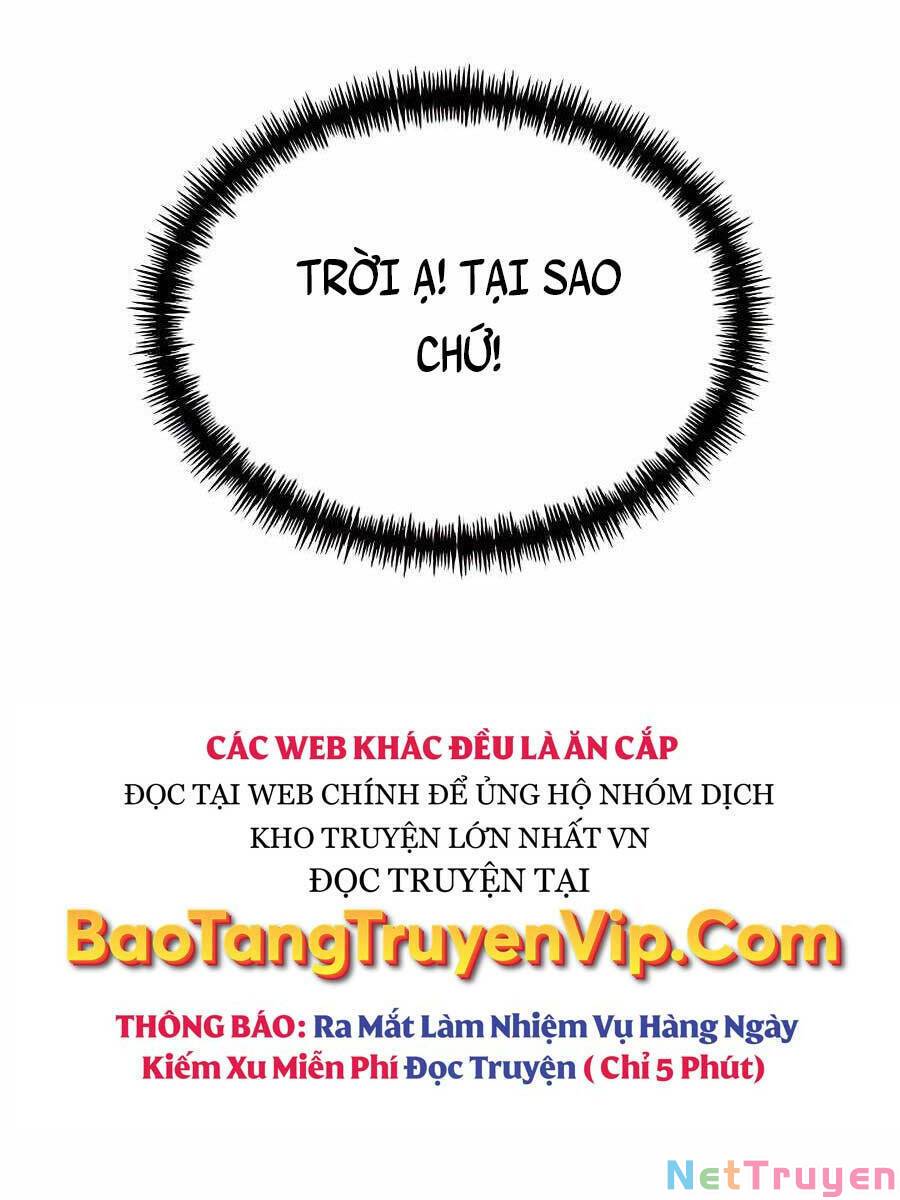 TRỜI Ạ! TẠI SAO
CHỨ!
CÁC WEB KHÁC ĐỀU LÀ ĂN CẮP
ĐỌC TẠI WEB CHÍNH ĐỂ ỦNG HỘ NHÓM DỊCH
KHO TRUYỆN LỚN NHẤT VN
ĐỌC TRUYỆN TẠI
BaoTangTruyenVip.Com
THÔNG BÁO: Ra Mắt Làm Nhiệm Vụ Hàng Ngày
Kiếm Xu Miễn Phí Đọc Truyện ( Chỉ 5 Phút)
NetTruyen